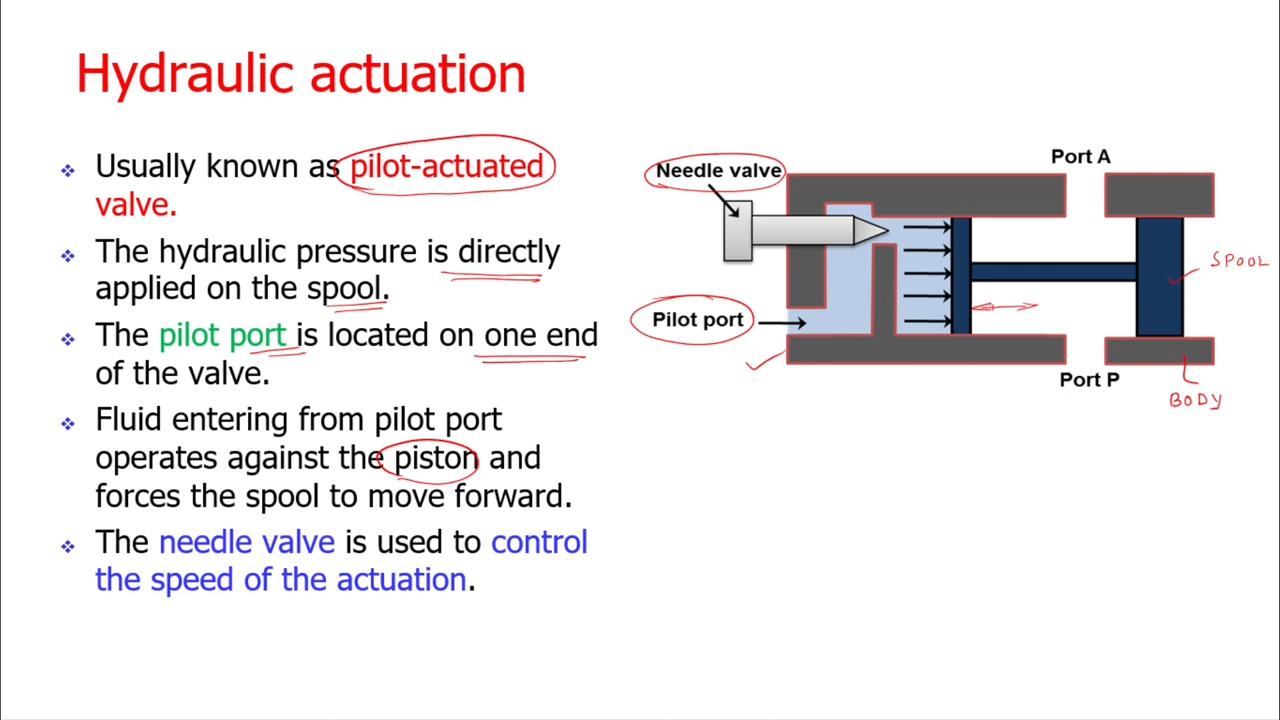 Hydraulic actuation
❖ Usually known as pilot-actuated
valve.
❖ The hydraulic pressure is directly
applied on the spool.
❖ The pilot port is located on one end
of the valve.
❖ Fluid entering from pilot port
operates against the piston and
forces the spool to move forward.
❖ The needle valve is used to control
the speed of the actuation.
Port A
Needle valve
SPOOL
Pilot port
Port P
BODY